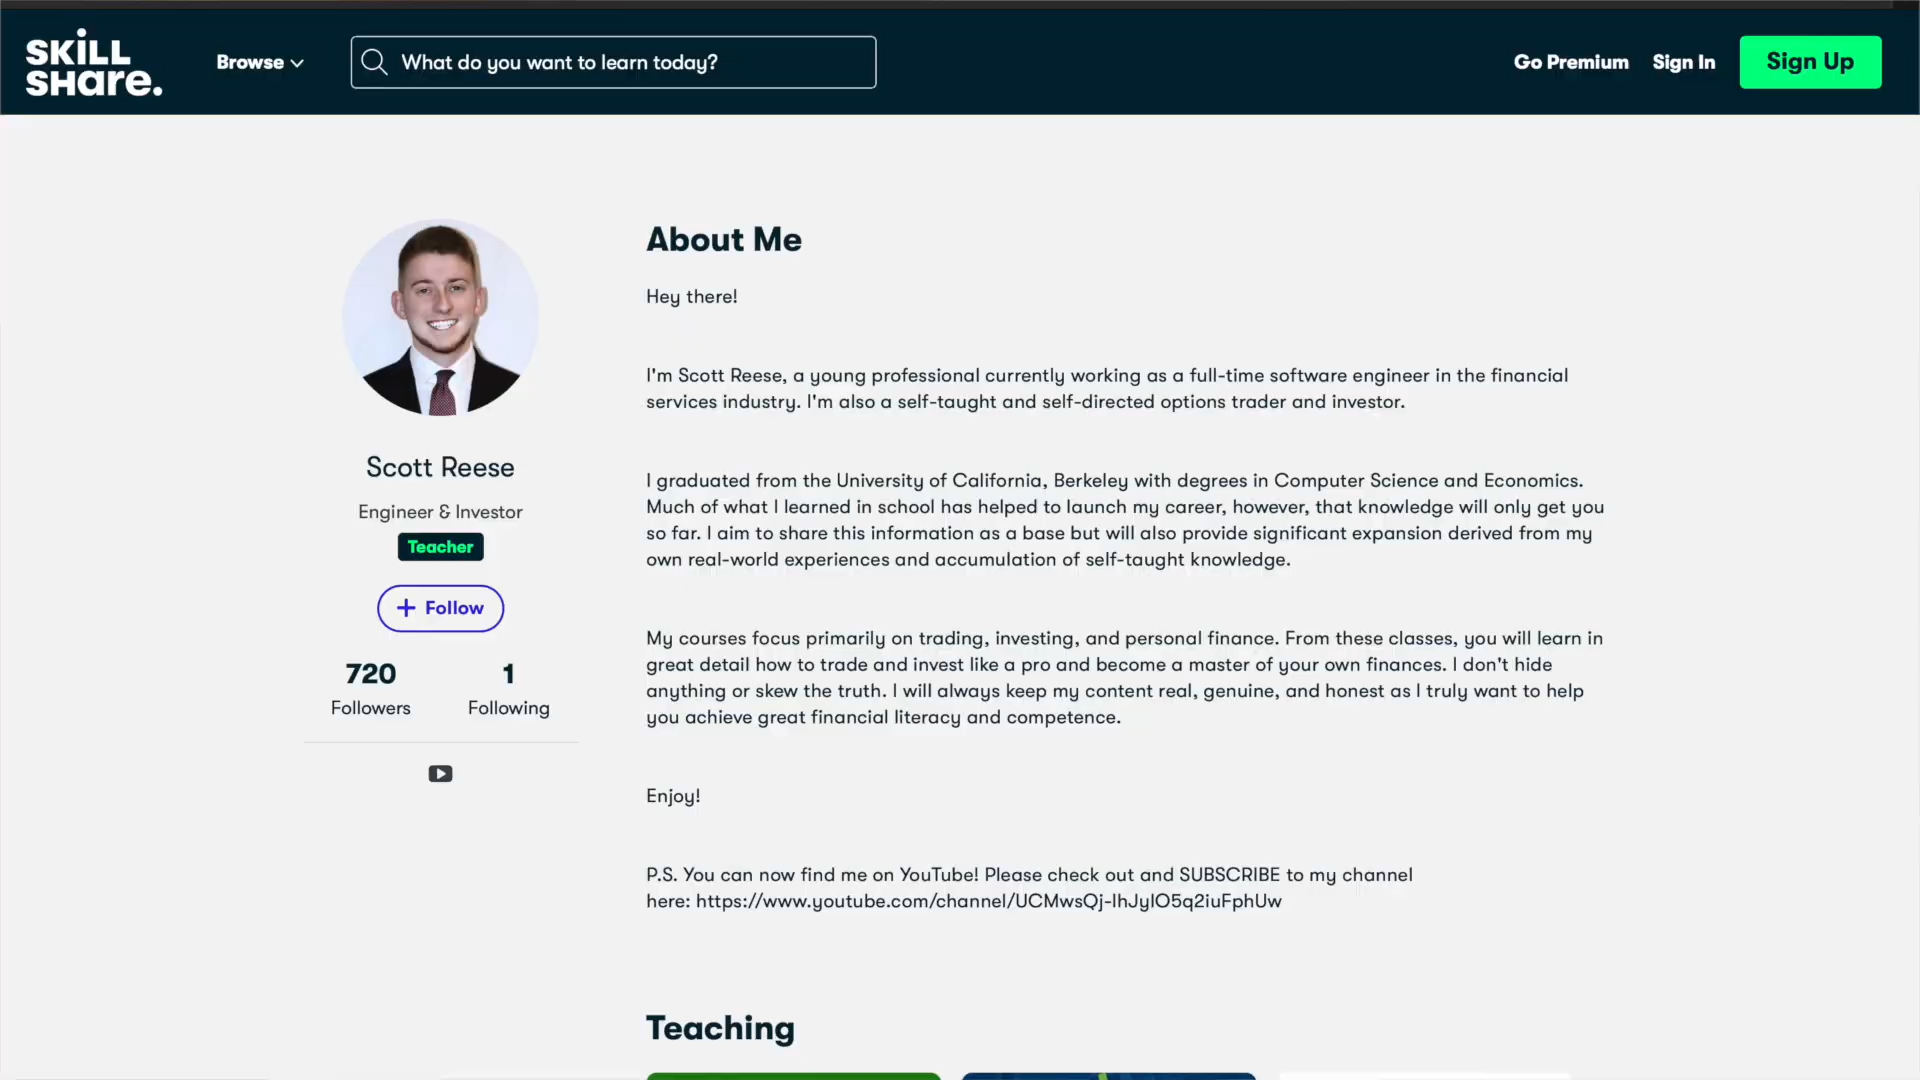 SKILL
SHare.
Browse
What do you want to learn today?
Go Premium
Sign In
Sign Up
Scott Reese
Engineer & Investor
Teacher
Follow
720
Followers
1
Following
About Me
Hey there!
I'm Scott Reese, a young professional currently working as a full-time software engineer in the financial
services industry. I'm also a self-taught and self-directed options trader and investor.
I graduated from the University of California, Berkeley with degrees in Computer Science and Economics.
Much of what I learned in school has helped to launch my career, however, that knowledge will only get you
so far. I aim to share this information as a base but will also provide significant expansion derived from my
own real-world experiences and accumulation of self-taught knowledge.
My courses focus primarily on trading, investing, and personal finance. From these classes, you will learn in
great detail how to trade and invest like a pro and become a master of your own finances. I don't hide
anything or skew the truth. I will always keep my content real, genuine, and honest as I truly want to help
you achieve great financial literacy and competence.
Enjoy!
P.S. You can now find me on YouTube! Please check out and SUBSCRIBE to my channel
here: https://www.youtube.com/channel/UCMwsQj-lhJylO5q2iuFphUw
Teaching